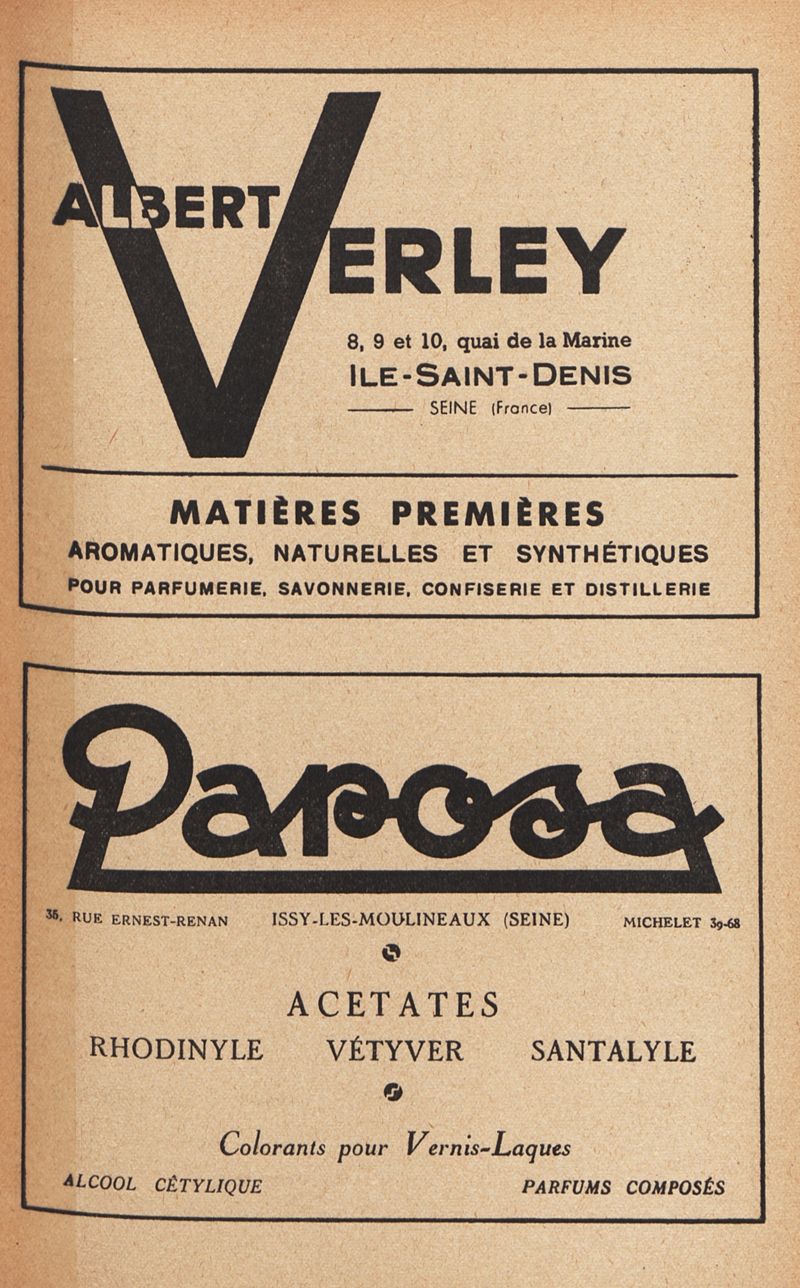 ALBERT
VERLEY
8, 9 et 10, quai de la Marine
ILE-SAINT-DENIS
SEINE (France)
MATIÈRES PREMIÈRES
AROMATIQUES, NATURELLES ET SYNTHÉTIQUES
POUR PARFUMERIE, SAVONNERIE, CONFISERIE ET DISTILLERIE
Parosa
36, RUE ERNEST-RENAN ISSY-LES-MOULINEAUX (SEINE) MICHELET 39-68
ACETATES
RHODINYLE VÉTYVER SANTALYLE
Colorants pour Vernis-Laques
ALCOOL CÉTYLIQUE PARFUMS COMPOSÉS